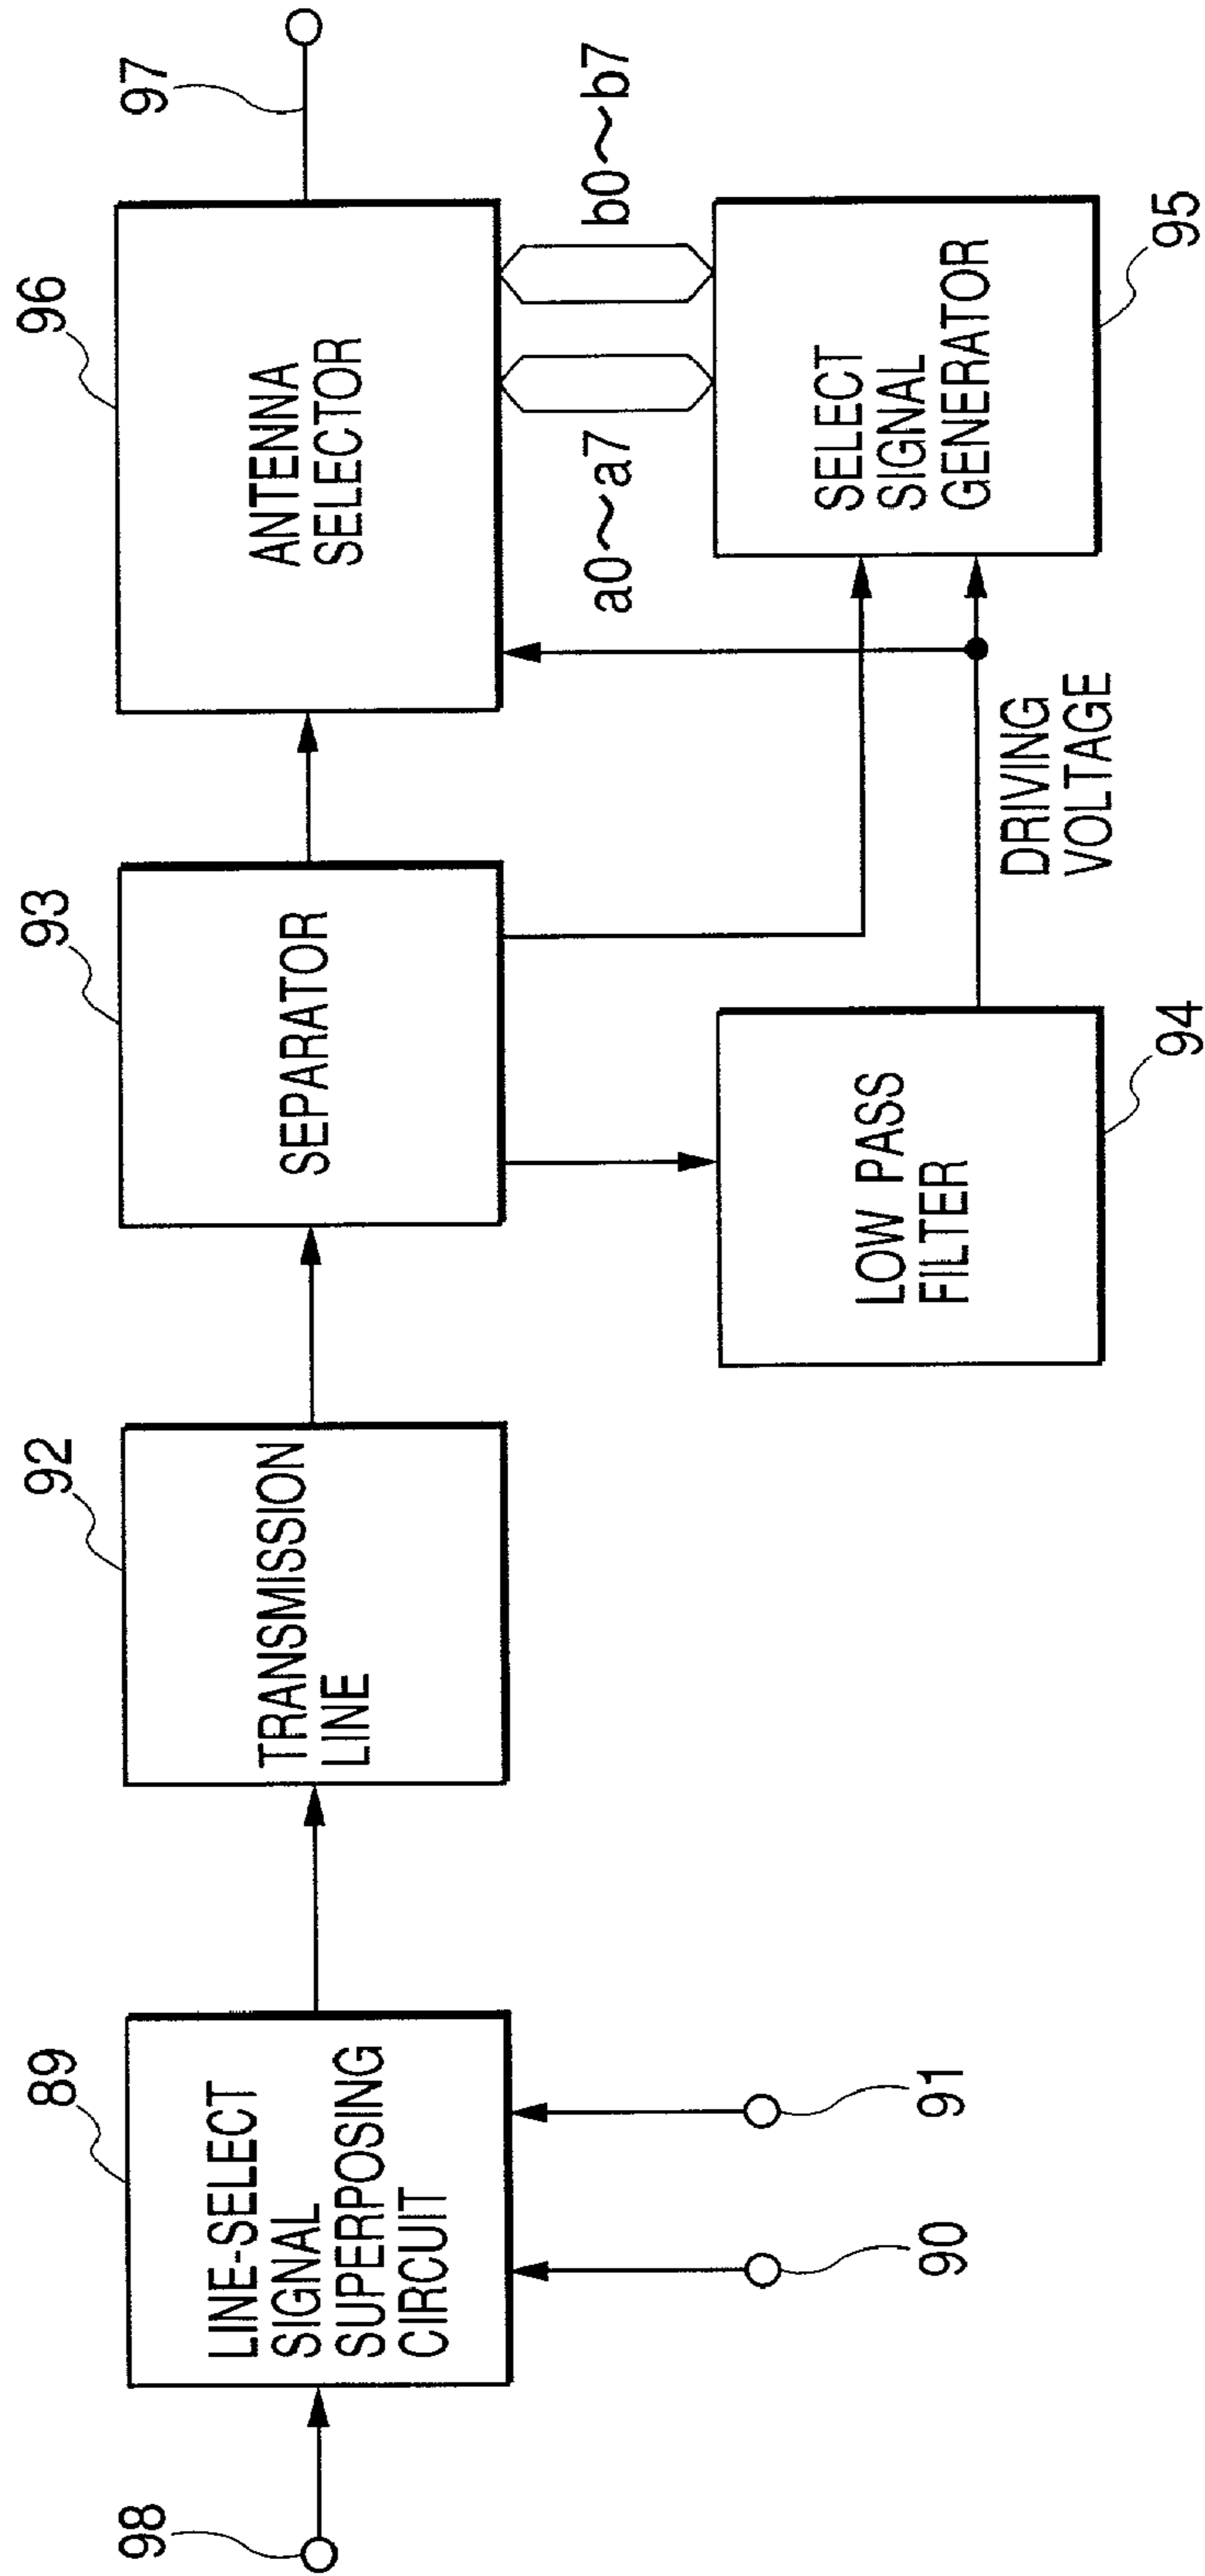 98
89
LINE-SELECT
SIGNAL
SUPERPOSING
CIRCUIT
90
91
92
TRANSMISSION
LINE
93
SEPARATOR
94
LOW PASS
FILTER
DRIVING
VOLTAGE
96
ANTENNA
SELECTOR
97
a0～a7
b0～b7
SELECT
SIGNAL
GENERATOR
95